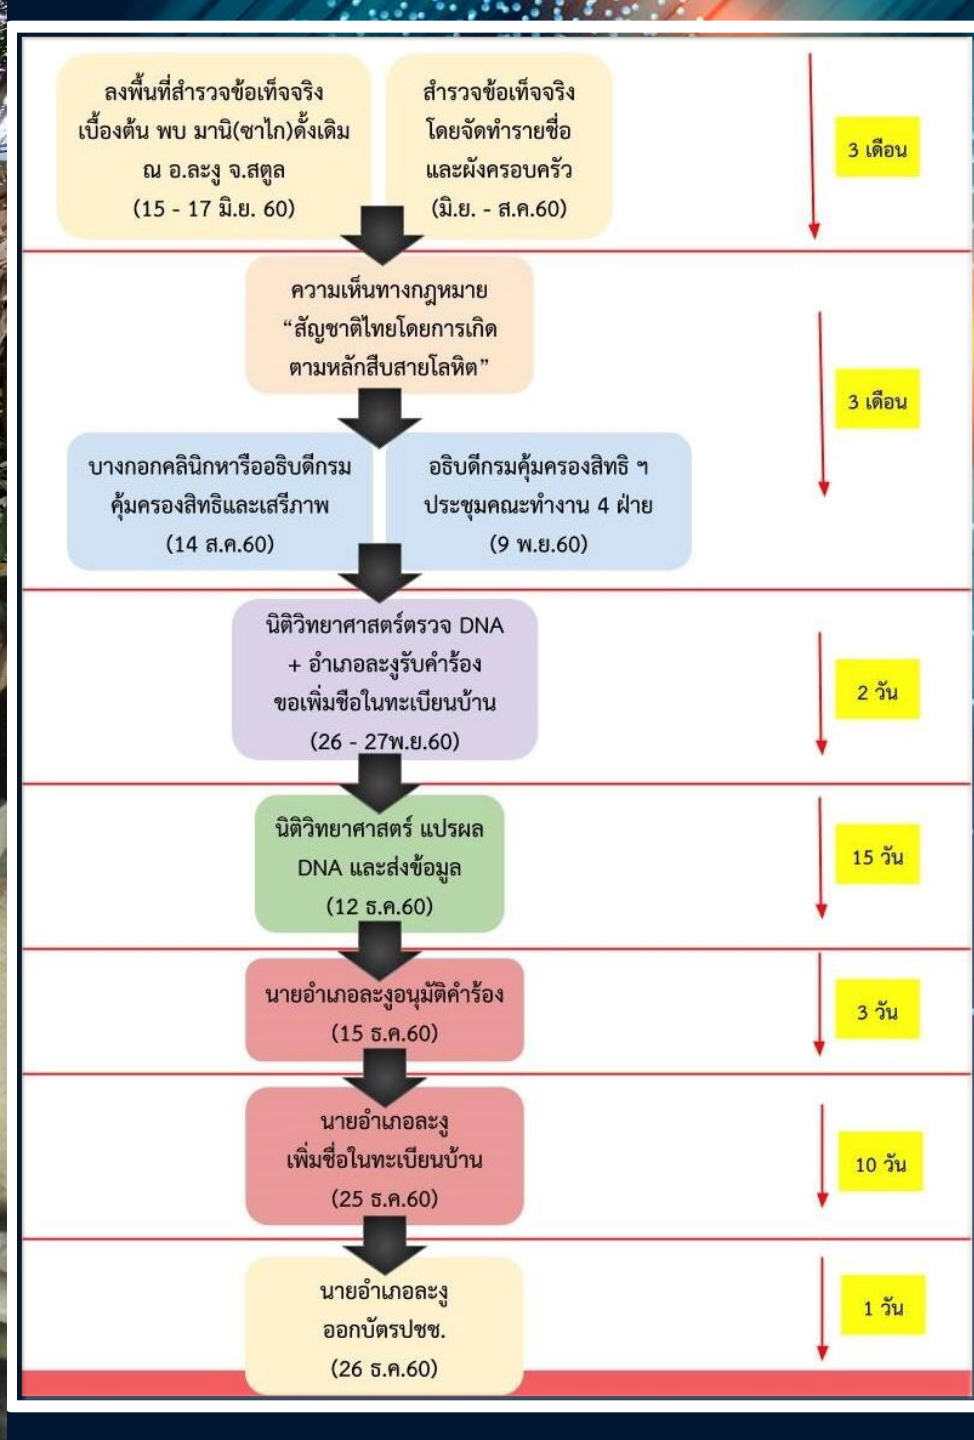 ลงพื้นที่สำรวจข้อเท็จจริง
เบื้องต้น พบ มานิ(ซาไก)ดั้งเดิม
ณ อ.ละงู จ.สตูล
(15 - 17 มิ.ย. 60)
สำรวจข้อเท็จจริง
โดยจัดทำรายชื่อ
และผังครอบครัว
(มิ.ย. - ส.ค.60)
3 เดือน
ความเห็นทางกฎหมาย
“สัญชาติไทยโดยการเกิด
ตามหลักสืบสายโลหิต”
3 เดือน
บางกอกคลินิกหารืออธิบดีกรม
คุ้มครองสิทธิและเสรีภาพ
(14 ส.ค.60)
อธิบดีกรมคุ้มครองสิทธิ ฯ
ประชุมคณะทำงาน 4 ฝ่าย
(9 พ.ย.60)
นิติวิทยาศาสตร์ตรวจ DNA
+ อำเภอละงูรับคำร้อง
ขอเพิ่มชือในทะเบียนบ้าน
(26 - 27พ.ย.60)
2 วัน
นิติวิทยาศาสตร์ แปรผล
DNA และส่งข้อมูล
(12 ธ.ค.60)
15 วัน
นายอำเภอละงูอนุมัติคำร้อง
(15 ธ.ค.60)
3 วัน
นายอำเภอละงู
เพิ่มชื่อในทะเบียนบ้าน
(25 ธ.ค.60)
10 วัน
นายอำเภอละงู
ออกบัตรปชช.
(26 ธ.ค.60)
1 วัน